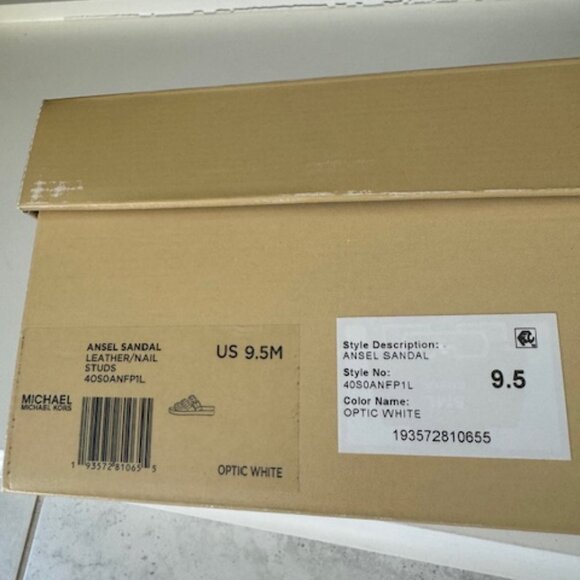 ANSEL SANDAL
LEATHER/NAIL
STUDS
40S0ANFP1L
US 9.5M
MICHAEL
MICHAEL KORS
1 93572 81065 5
OPTIC WHITE
Style Description: .
ANSEL SANDAL
Style No:
40S0ANFP1L
9.5
Color Name:
OPTIC WHITE
193572810655